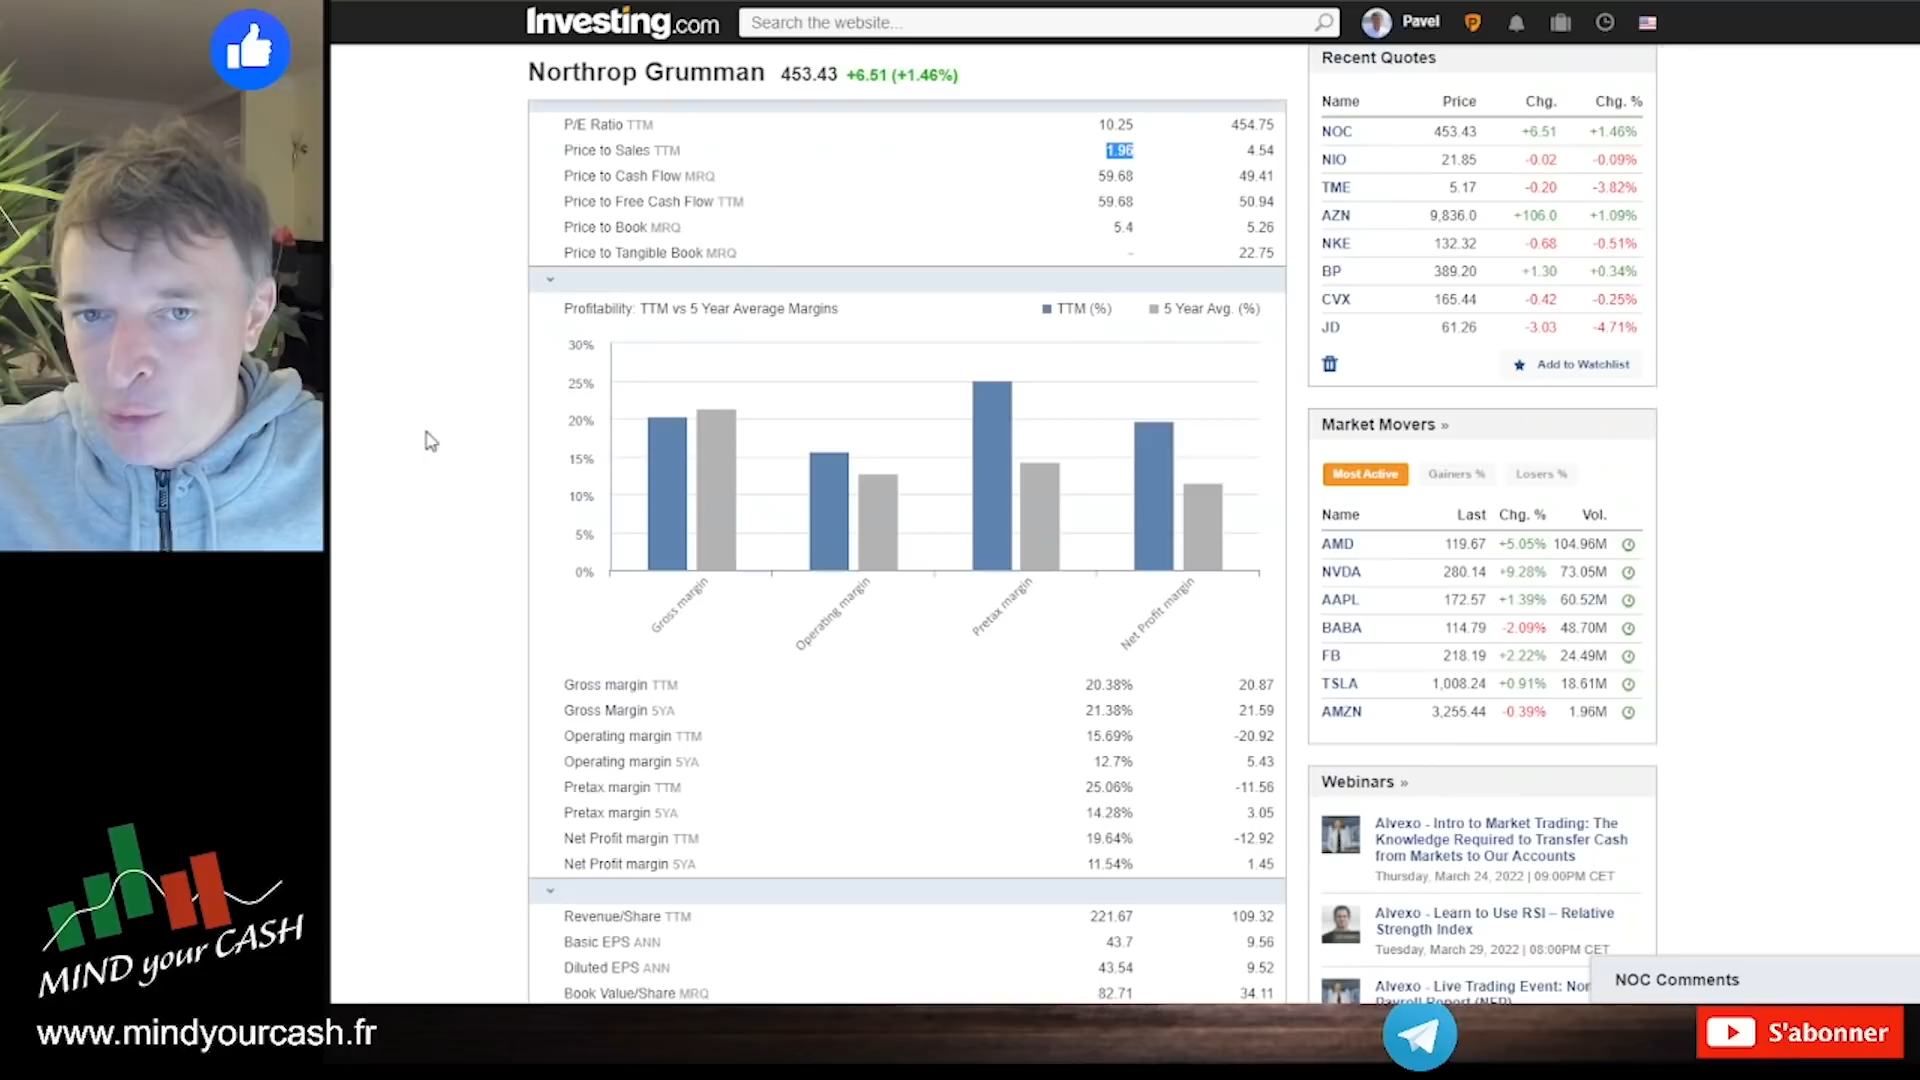 Investing.com
Search the website...
Pavel
Northrop Grumman 453.43 +6.51 (+1.46%)
P/E Ratio TTM 10.25 454.75
Price to Sales TTM 1.96 4.54
Price to Cash Flow MRQ 59.68 49.41
Price to Free Cash Flow TTM 59.68 50.94
Price to Book MRQ 5.4 5.26
Price to Tangible Book MRQ - 22.75
Profitability: TTM vs 5 Year Average Margins
TTM (%) 5 Year Avg. (%)
30%
25%
20%
15%
10%
5%
0%
Gross margin
Operating margin
Pretax margin
Net Profit margin
Gross margin TTM 20.38% 20.87
Gross Margin 5YA 21.38% 21.59
Operating margin TTM 15.69% -20.92
Operating margin 5YA 12.7% 5.43
Pretax margin TTM 25.06% -11.56
Pretax margin 5YA 14.28% 3.05
Net Profit margin TTM 19.64% -12.92
Net Profit margin 5YA 11.54% 1.45
Revenue/Share TTM 221.67 109.32
Basic EPS ANN 43.7 9.56
Diluted EPS ANN 43.54 9.52
Book Value/Share MRQ 82.71 34.11
Recent Quotes
Name Price Chg. Chg. %
NOC 453.43 +6.51 +1.46%
NIO 21.85 -0.02 -0.09%
TME 5.17 -0.20 -3.82%
AZN 9,836.0 +106.0 +1.09%
NKE 132.32 -0.68 -0.51%
BP 389.20 +1.30 +0.34%
CVX 165.44 -0.42 -0.25%
JD 61.26 -3.03 -4.71%
Add to Watchlist
Market Movers »
Most Active Gainers % Losers %
Name Last Chg. % Vol.
AMD 119.67 +5.05% 104.96M
NVDA 280.14 +9.28% 73.05M
AAPL 172.57 +1.39% 60.52M
BABA 114.79 -2.09% 48.70M
FB 218.19 +2.22% 24.49M
TSLA 1,008.24 +0.91% 18.61M
AMZN 3,255.44 -0.39% 1.96M
Webinars »
Alvexo - Intro to Market Trading: The
Knowledge Required to Transfer Cash
from Markets to Our Accounts
Thursday, March 24, 2022 | 09:00PM CET
Alvexo - Learn to Use RSI – Relative
Strength Index
Tuesday, March 29, 2022 | 08:00PM CET
Alvexo - Live Trading Event: Non
Payroll Report (NFP)
NOC Comments
MIND your CASH
www.mindyourcash.fr
S'abonner